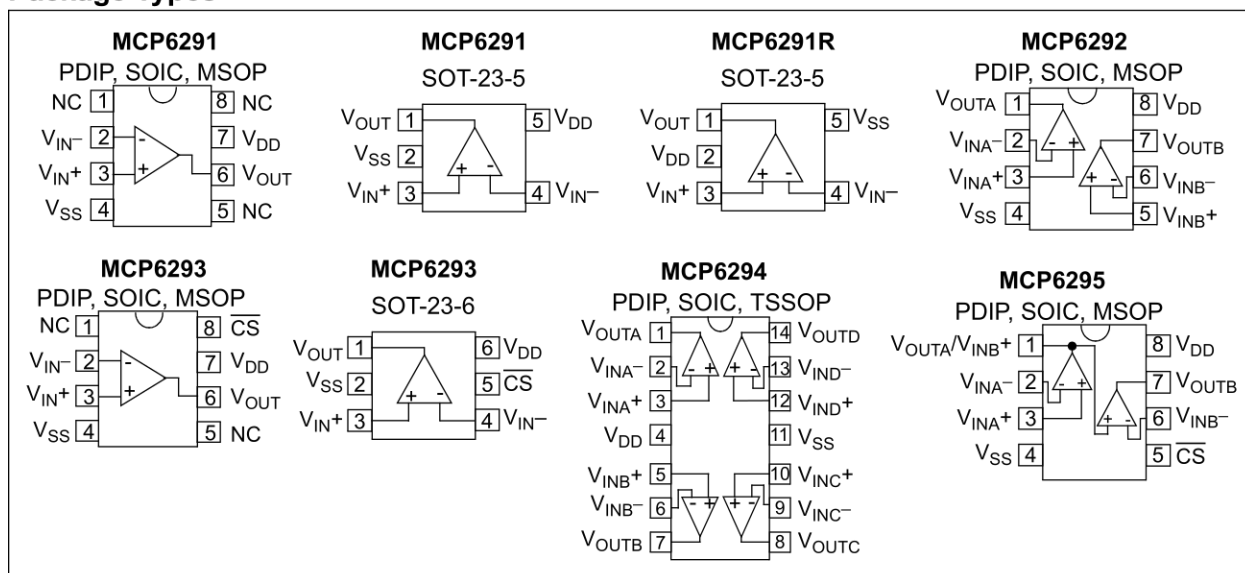 MCP6291
PDIP, SOIC, MSOP
NC 1
8 NC
VIN– 2
7 VDD
VIN+ 3
6 VOUT
VSS 4
5 NC
- +
MCP6291
SOT-23-5
VOUT 1
5 VDD
VSS 2
VIN+ 3
4 VIN–
+ -
MCP6291R
SOT-23-5
VOUT 1
5 VSS
VDD 2
VIN+ 3
4 VIN–
+ -
MCP6292
PDIP, SOIC, MSOP
VOUTA 1
8 VDD
VINA– 2
7 VOUTB
VINA+ 3
6 VINB–
VSS 4
5 VINB+
- +
+ -
MCP6293
PDIP, SOIC, MSOP
NC 1
8 CS
VIN– 2
7 VDD
VIN+ 3
6 VOUT
VSS 4
5 NC
- +
MCP6293
SOT-23-6
VOUT 1
6 VDD
VSS 2
5 CS
VIN+ 3
4 VIN–
+ -
MCP6294
PDIP, SOIC, TSSOP
VOUTA 1
14 VOUTD
VINA– 2
13 VIND–
VINA+ 3
12 VIND+
VDD 4
11 VSS
VINB+ 5
10 VINC+
VINB– 6
9 VINC–
VOUTB 7
8 VOUTC
- + + -
- + + -
MCP6295
PDIP, SOIC, MSOP
VOUTA/VINB+ 1
8 VDD
VINA– 2
7 VOUTB
VINA+ 3
6 VINB–
VSS 4
5 CS
- +
+ -